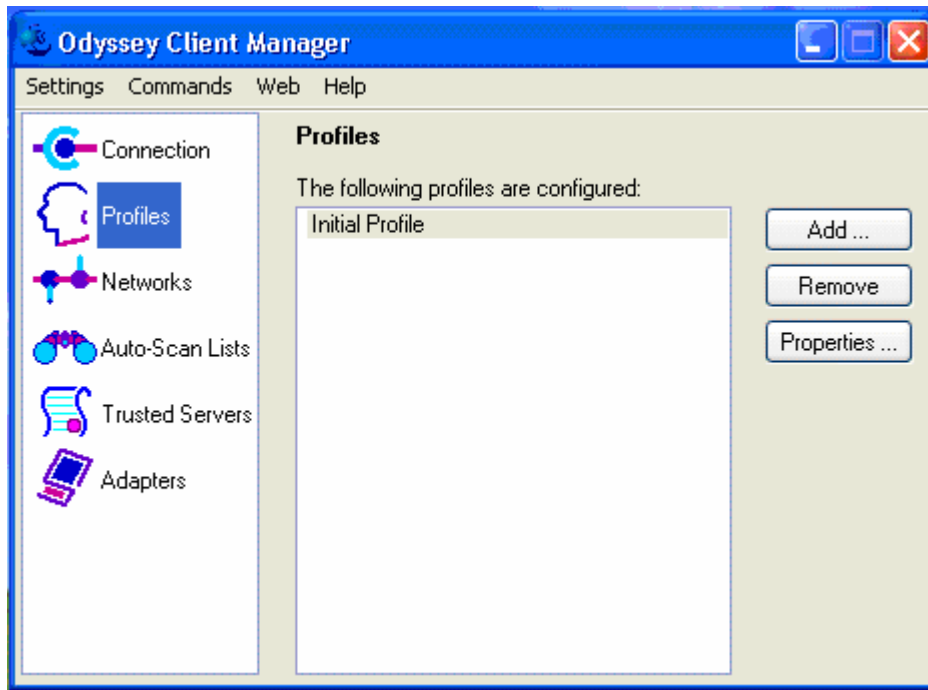 Odyssey Client Manager
Settings Commands Web Help
Connection
Profiles
Networks
Auto-Scan Lists
Trusted Servers
Adapters
Profiles
The following profiles are configured:
Initial Profile
Add ...
Remove
Properties ...